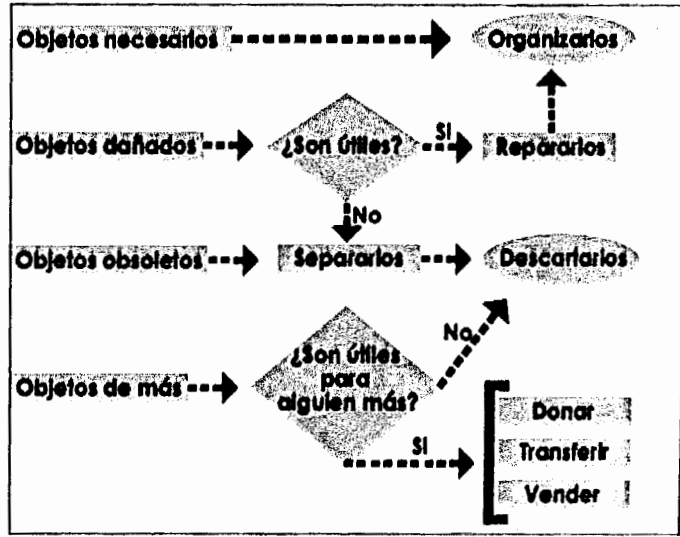 Objetos necesarios
Organizarlos
Objetos dañados
¿Son útiles?
SI
Repararlos
No
Objetos obsoletos
Separarlos
Descartarlos
Objetos de más
¿Son útiles
para
alguien más?
No
SI
Donar
Transferir
Vender